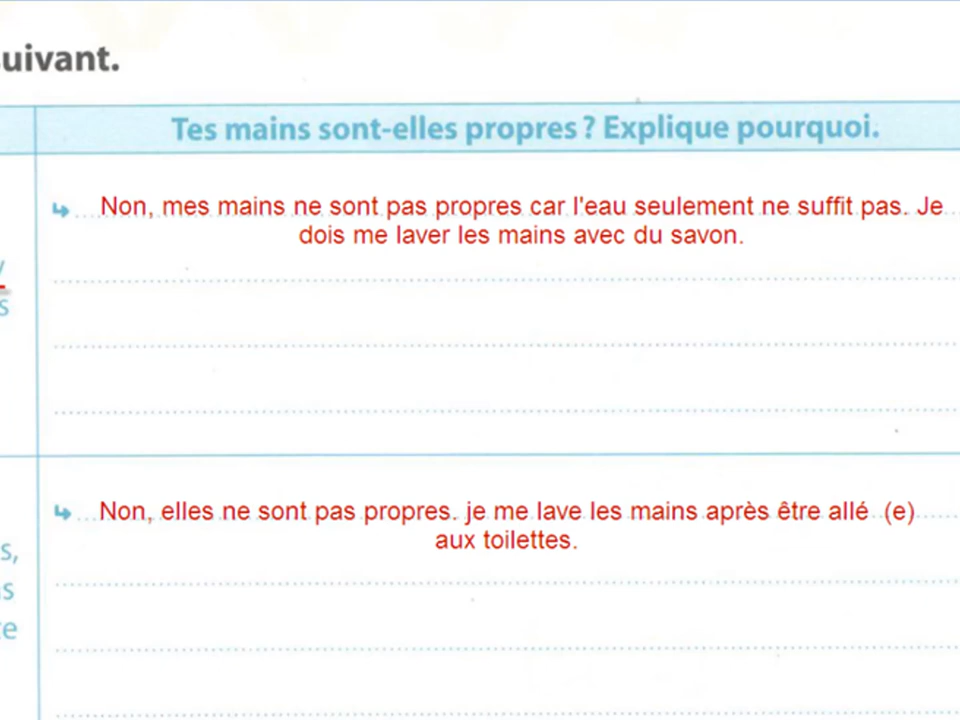 suivant.
Tes mains sont-elles propres ? Explique pourquoi.
Non, mes mains ne sont pas propres car l'eau seulement ne suffit pas. Je
dois me laver les mains avec du savon.
s
Non, elles ne sont pas propres. je me lave les mains après être allé (e)
aux toilettes.
s,